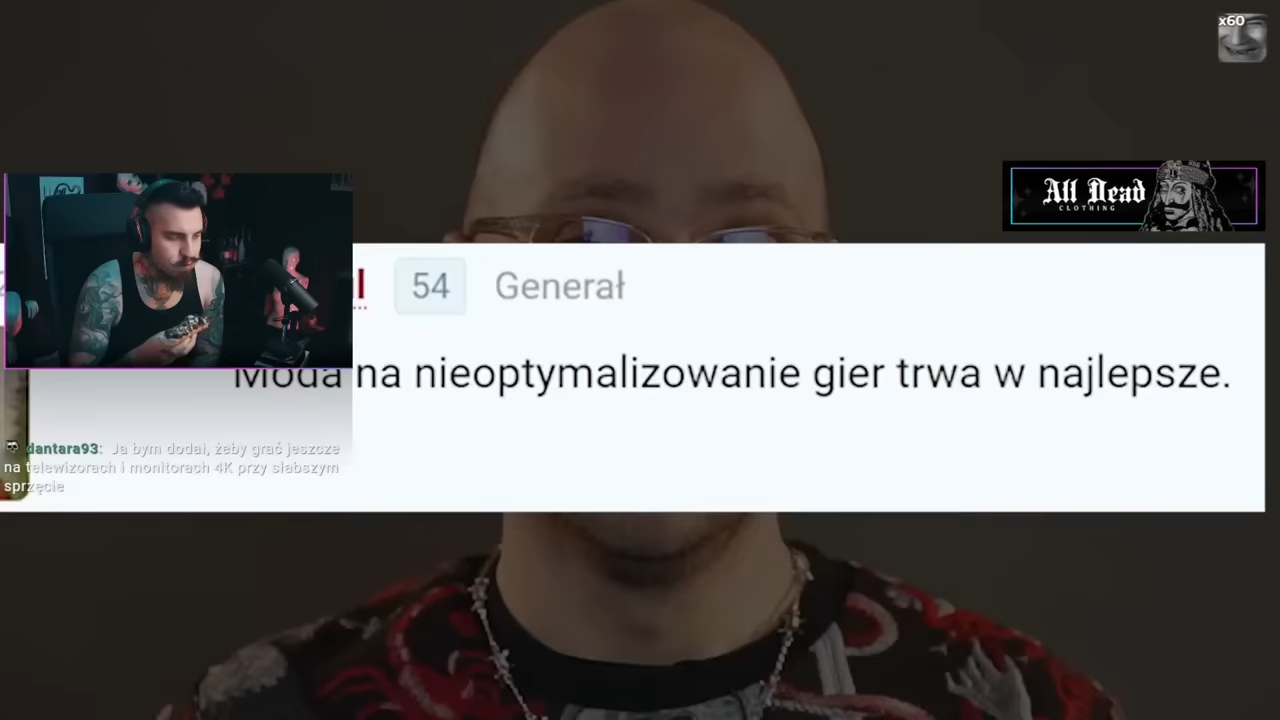 x60
All Dead
CLOTHING
l 54 Generał
Moda na nieoptymalizowanie gier trwa w najlepsze.
dantara93: Ja bym dodał, żeby grać jeszcze
na telewizorach i monitorach 4K przy słabszym
sprzęcie